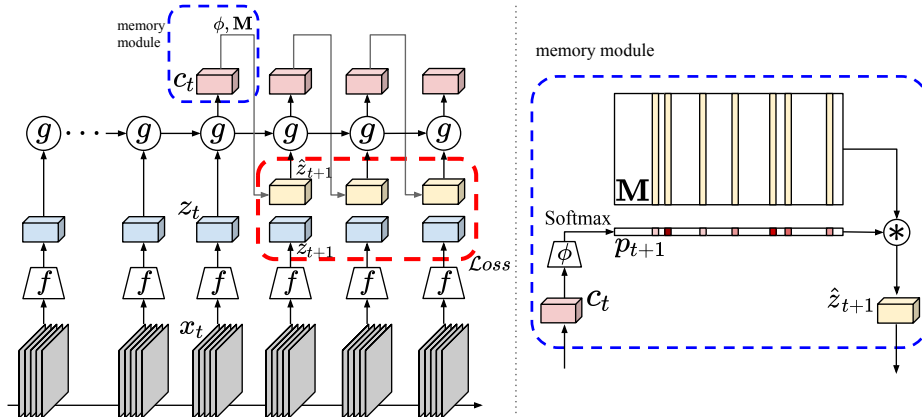 memory
module
ϕ, M
c_t
g
· · ·
g
g
g
g
g
ẑ_{t+1}
z_t
z_{t+1}
ℒoss
f
f
f
f
f
f
x_t
memory module
M
Softmax
p_{t+1}
ϕ
⊛
c_t
ẑ_{t+1}